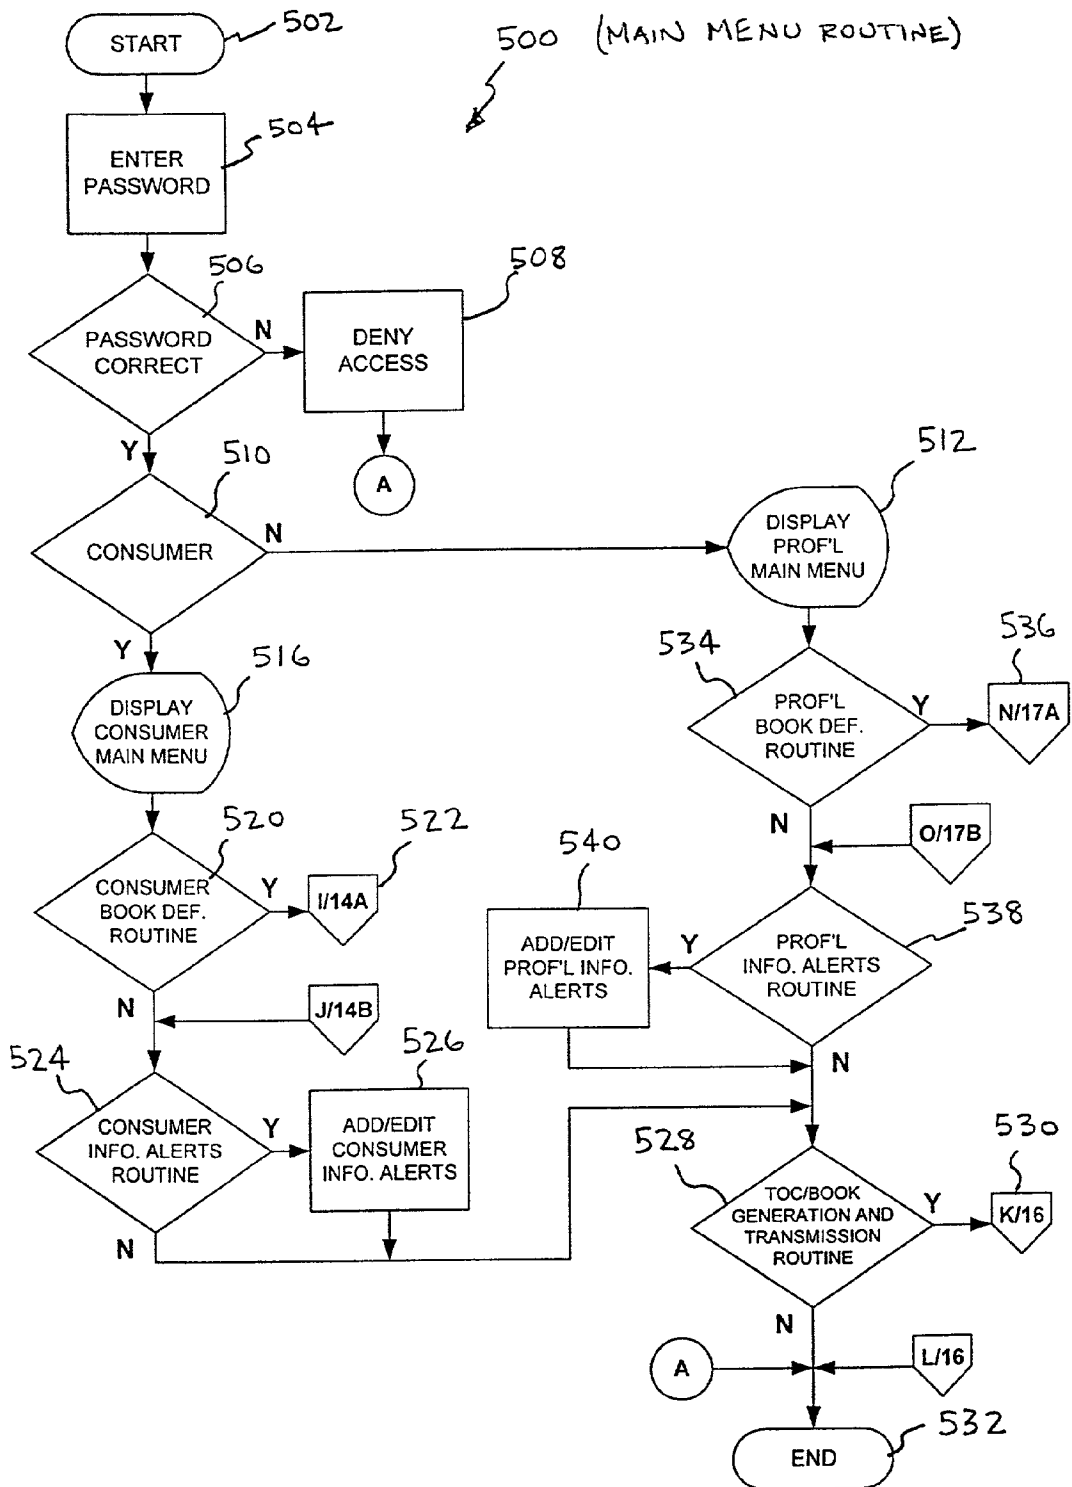 START
502
500 (MAIN MENU ROUTINE)
ENTER
PASSWORD
504
PASSWORD
CORRECT
506
N
DENY
ACCESS
508
Y
A
CONSUMER
510
N
DISPLAY
PROF'L
MAIN MENU
512
Y
DISPLAY
CONSUMER
MAIN MENU
516
534
PROF'L
BOOK DEF.
ROUTINE
Y
N/17A
536
N
O/17B
CONSUMER
BOOK DEF.
ROUTINE
520
Y
I/14A
522
N
J/14B
540
ADD/EDIT
PROF'L INFO.
ALERTS
Y
PROF'L
INFO. ALERTS
ROUTINE
538
N
524
CONSUMER
INFO. ALERTS
ROUTINE
Y
ADD/EDIT
CONSUMER
INFO. ALERTS
526
N
528
TOC/BOOK
GENERATION AND
TRANSMISSION
ROUTINE
Y
K/16
530
N
A
L/16
END
532